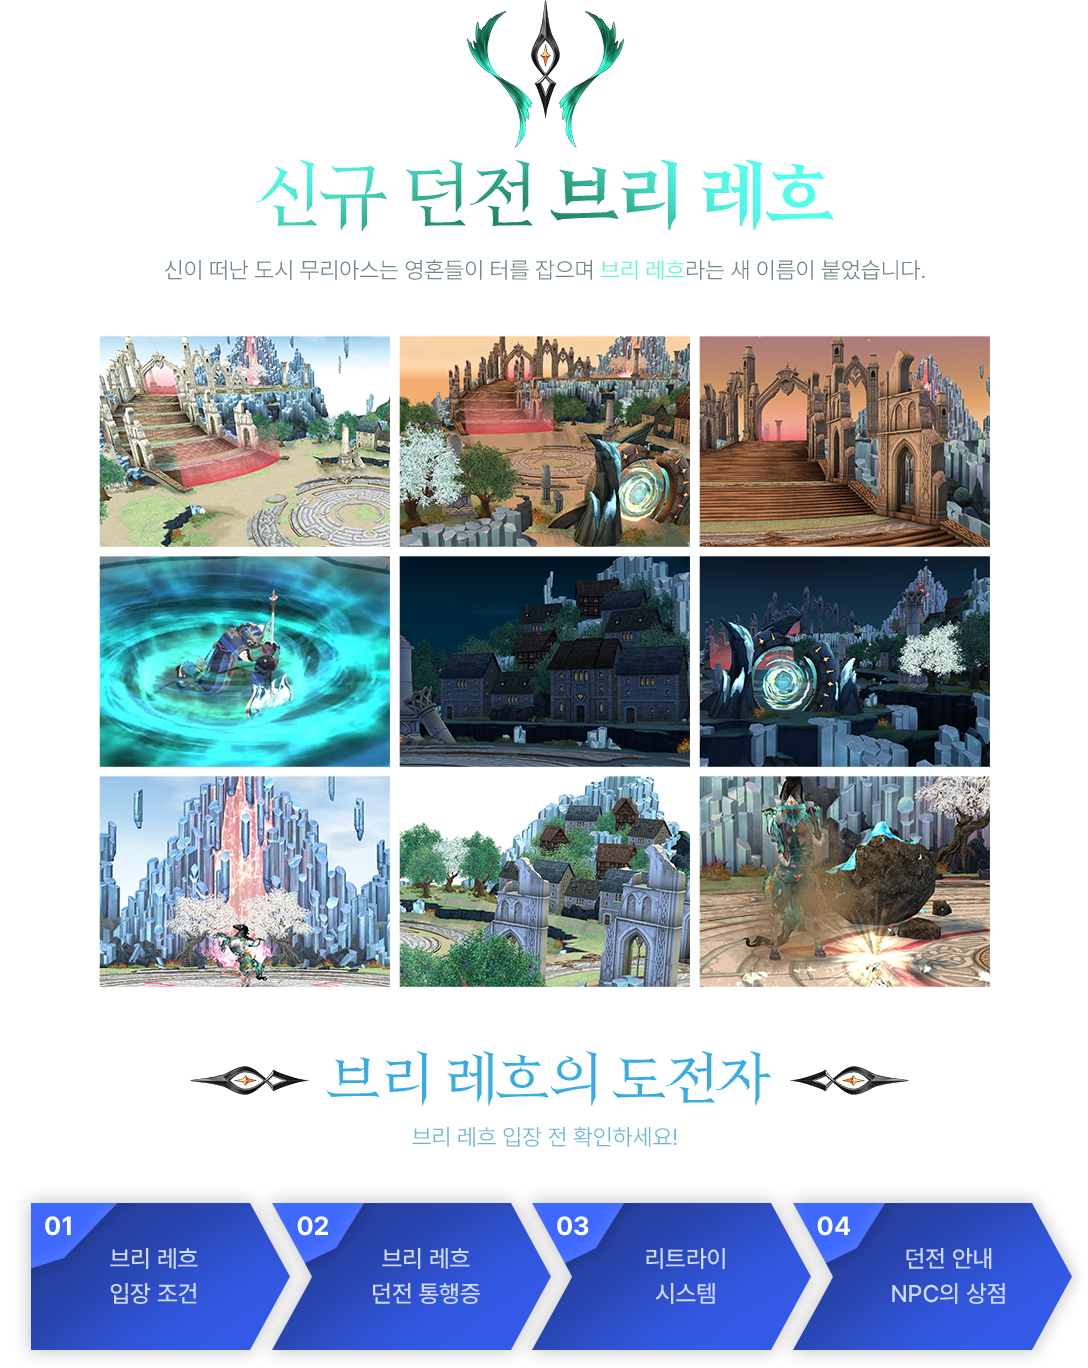 신규 던전 브리 레흐
신이 떠난 도시 무리아스는 영혼들이 터를 잡으며 브리 레흐라는 새 이름이 붙었습니다.
브리 레흐의 도전자
브리 레흐 입장 전 확인하세요!
01
브리 레흐
입장 조건
02
브리 레흐
던전 통행증
03
리트라이
시스템
04
던전 안내
NPC의 상점